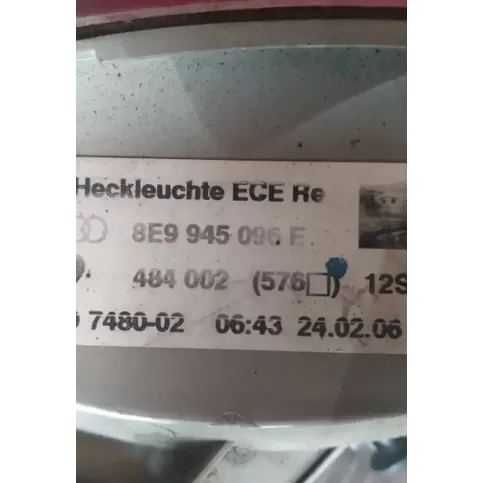 Heckleuchte ECE Re
8E9 945 096 E
484 002 (576□) 12S
7480-02 06:43 24.02.06